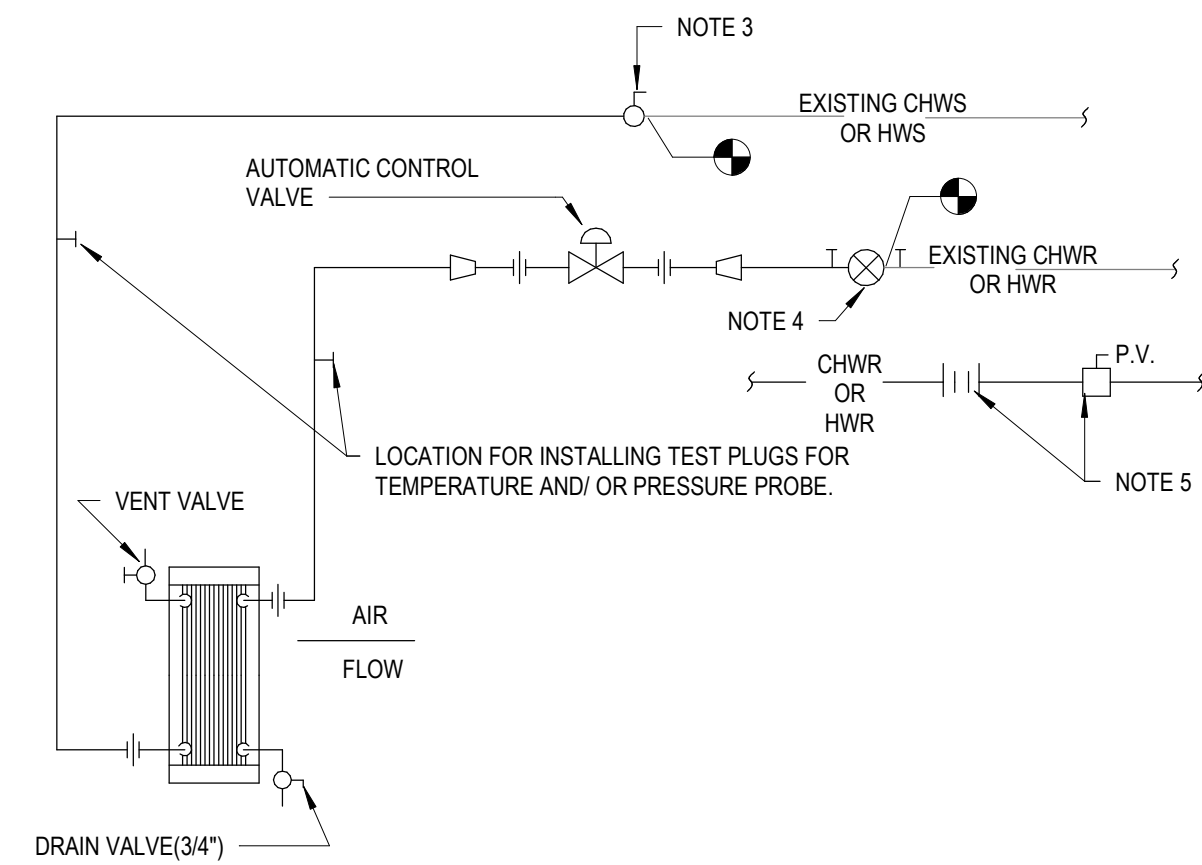 NOTE 3
EXISTING CHWS
OR HWS
AUTOMATIC CONTROL
VALVE
EXISTING CHWR
OR HWR
NOTE 4
P.V.
CHWR
OR
HWR
LOCATION FOR INSTALLING TEST PLUGS FOR
TEMPERATURE AND/ OR PRESSURE PROBE.
NOTE 5
VENT VALVE
AIR
FLOW
DRAIN VALVE(3/4")